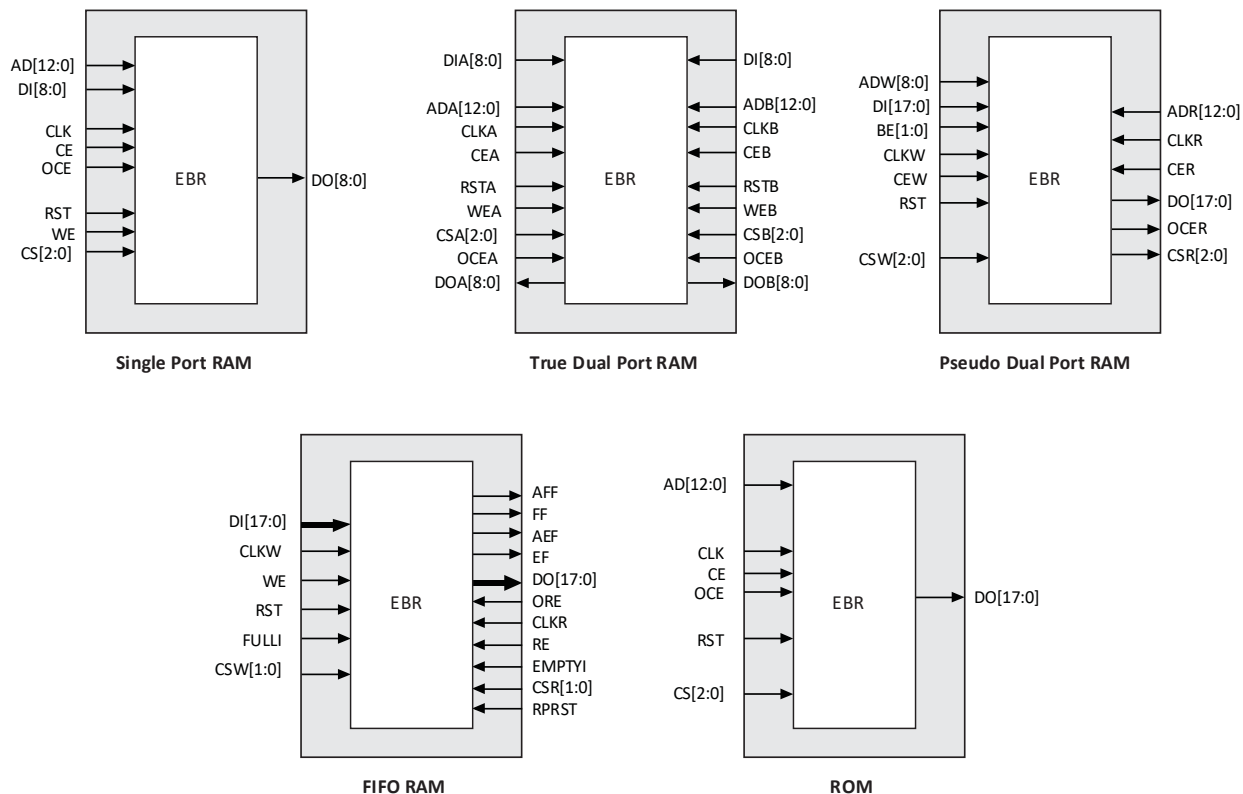 AD[12:0]
DI[8:0]
CLK
CE
OCE
RST
WE
CS[2:0]
EBR
DO[8:0]
Single Port RAM
DIA[8:0]
ADA[12:0]
CLKA
CEA
RSTA
WEA
CSA[2:0]
OCEA
DOA[8:0]
EBR
DI[8:0]
ADB[12:0]
CLKB
CEB
RSTB
WEB
CSB[2:0]
OCEB
DOB[8:0]
True Dual Port RAM
ADW[8:0]
DI[17:0]
BE[1:0]
CLKW
CEW
RST
CSW[2:0]
EBR
ADR[12:0]
CLKR
CER
DO[17:0]
OCER
CSR[2:0]
Pseudo Dual Port RAM
DI[17:0]
CLKW
WE
RST
FULLI
CSW[1:0]
EBR
AFF
FF
AEF
EF
DO[17:0]
ORE
CLKR
RE
EMPTYI
CSR[1:0]
RPRST
FIFO RAM
AD[12:0]
CLK
CE
OCE
RST
CS[2:0]
EBR
DO[17:0]
ROM